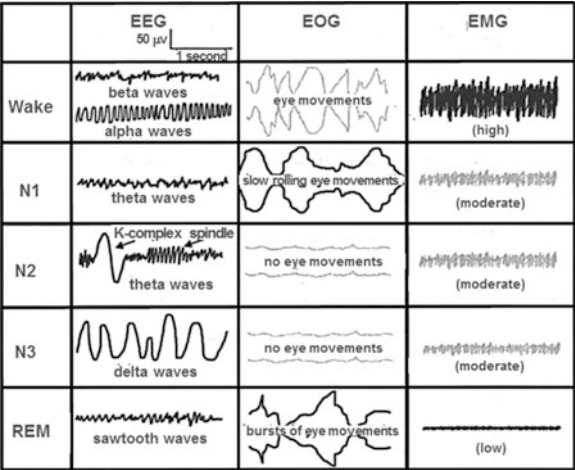 EEG
EOG
EMG
50 μv
1 second
Wake
beta waves
alpha waves
eye movements
(high)
N1
theta waves
slow rolling eye movements
(moderate)
N2
K-complex spindle
theta waves
no eye movements
(moderate)
N3
delta waves
no eye movements
(moderate)
REM
sawtooth waves
bursts of eye movements
(low)